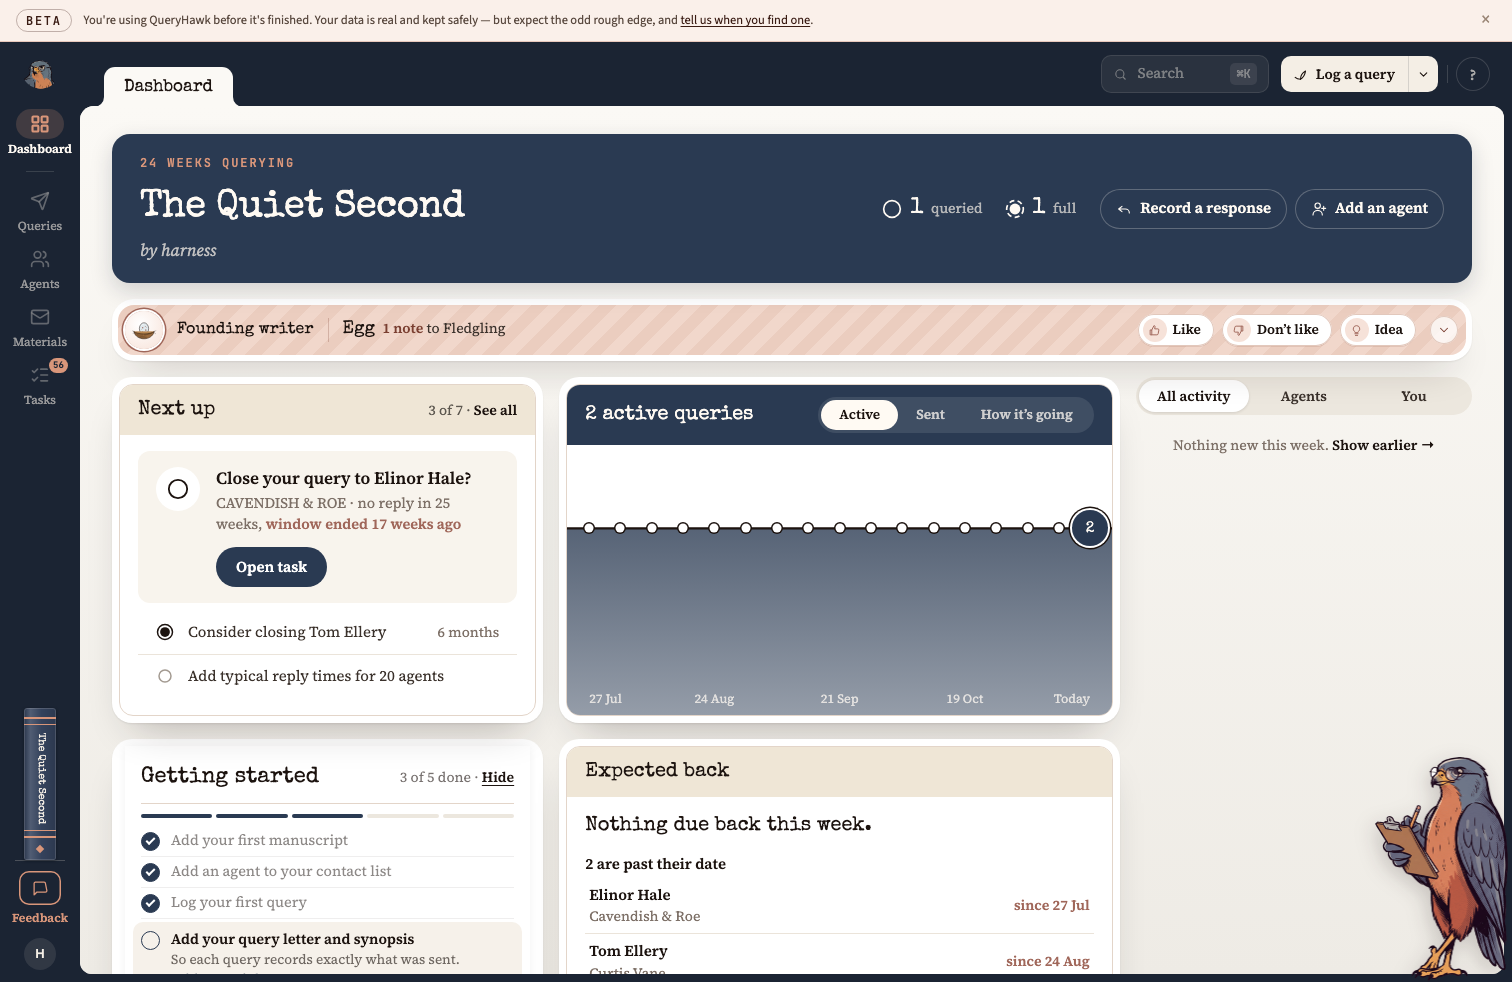 BETA You're using QueryHawk before it's finished. Your data is real and kept safely — but expect the odd rough edge, and tell us when you find one. ×
Dashboard
Search ⌘K
Log a query
?
Dashboard
Queries
Agents
Materials
56
Tasks
The Quiet Second
Feedback
H
24 WEEKS QUERYING
The Quiet Second
by harness
1 queried
1 full
Record a response
Add an agent
Founding writer
Egg 1 note to Fledgling
Like
Don't like
Idea
Next up
3 of 7 · See all
Close your query to Elinor Hale?
CAVENDISH & ROE · no reply in 25
weeks, window ended 17 weeks ago
Open task
Consider closing Tom Ellery 6 months
Add typical reply times for 20 agents
2 active queries
Active Sent How it's going
2
27 Jul 24 Aug 21 Sep 19 Oct Today
All activity Agents You
Nothing new this week. Show earlier →
Getting started
3 of 5 done · Hide
Add your first manuscript
Add an agent to your contact list
Log your first query
Add your query letter and synopsis
So each query records exactly what was sent.
Expected back
Nothing due back this week.
2 are past their date
Elinor Hale
Cavendish & Roe
since 27 Jul
Tom Ellery
Curtis Vane
since 24 Aug